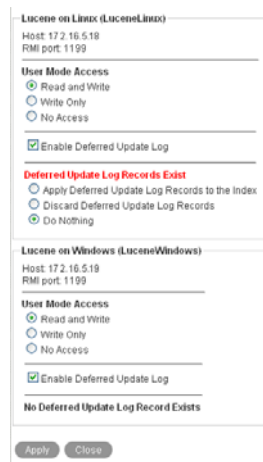 Lucene on Linux (LuceneLinux)
Host: 172.16.5.18
RMI port: 1199
User Mode Access
Read and Write
Write Only
No Access
Enable Deferred Update Log
Deferred Update Log Records Exist
Apply Deferred Update Log Records to the Index
Discard Deferred Update Log Records
Do Nothing
Lucene on Windows (LuceneWindows)
Host: 172.16.5.19
RMI port: 1199
User Mode Access
Read and Write
Write Only
No Access
Enable Deferred Update Log
No Deferred Update Log Record Exists
Apply Close